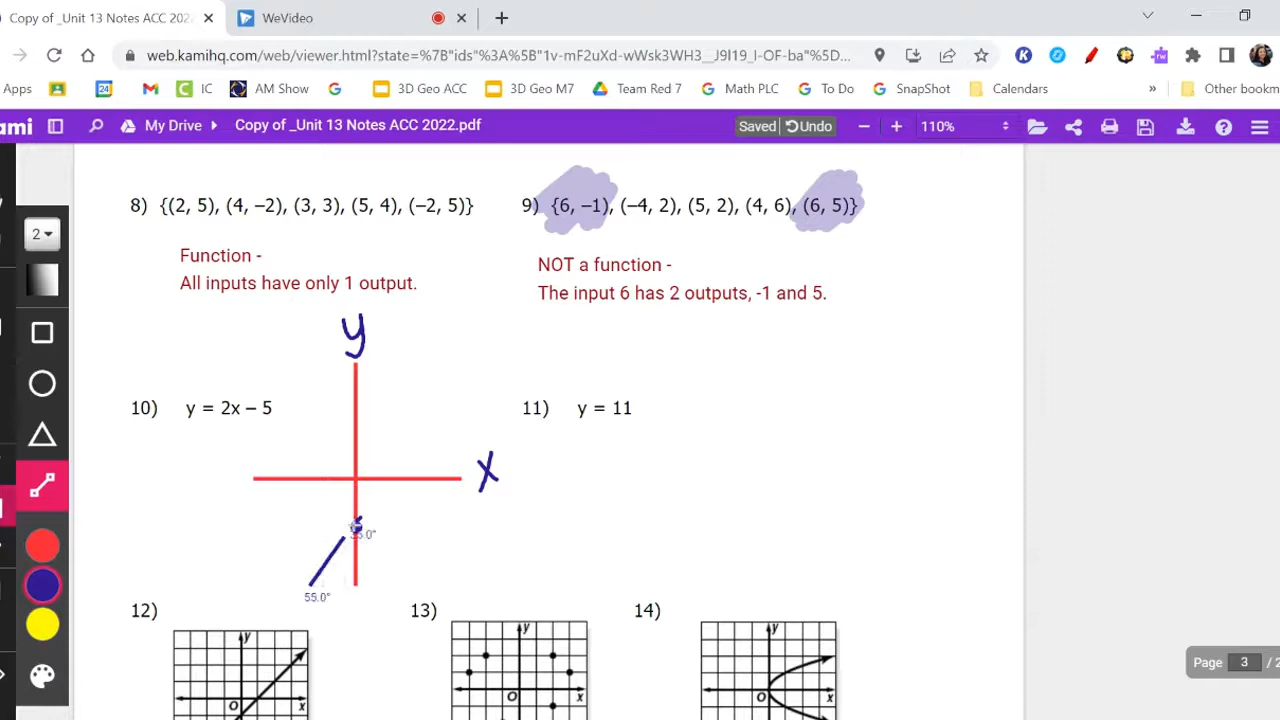 Copy of _Unit 13 Notes ACC 202
WeVideo
web.kamihq.com/web/viewer.html?state=%7B"ids"%3A%5B"1v-mF2uXd-wWsk3WH3__J9I19_l-OF-ba"%5D...
Apps
IC
AM Show
3D Geo ACC
3D Geo M7
Team Red 7
Math PLC
To Do
SnapShot
Calendars
»
Other bookm
ami
My Drive
Copy of _Unit 13 Notes ACC 2022.pdf
Saved
Undo
110%
2
8) {(2, 5), (4, –2), (3, 3), (5, 4), (–2, 5)}
9) {6, –1), (–4, 2), (5, 2), (4, 6), (6, 5)}
Function -
All inputs have only 1 output.
NOT a function -
The input 6 has 2 outputs, -1 and 5.
y
10) y = 2x – 5
11) y = 11
x
55.0°
12)
13)
14)
y
O
x
y
O
x
y
O
x
Page 3 / 2